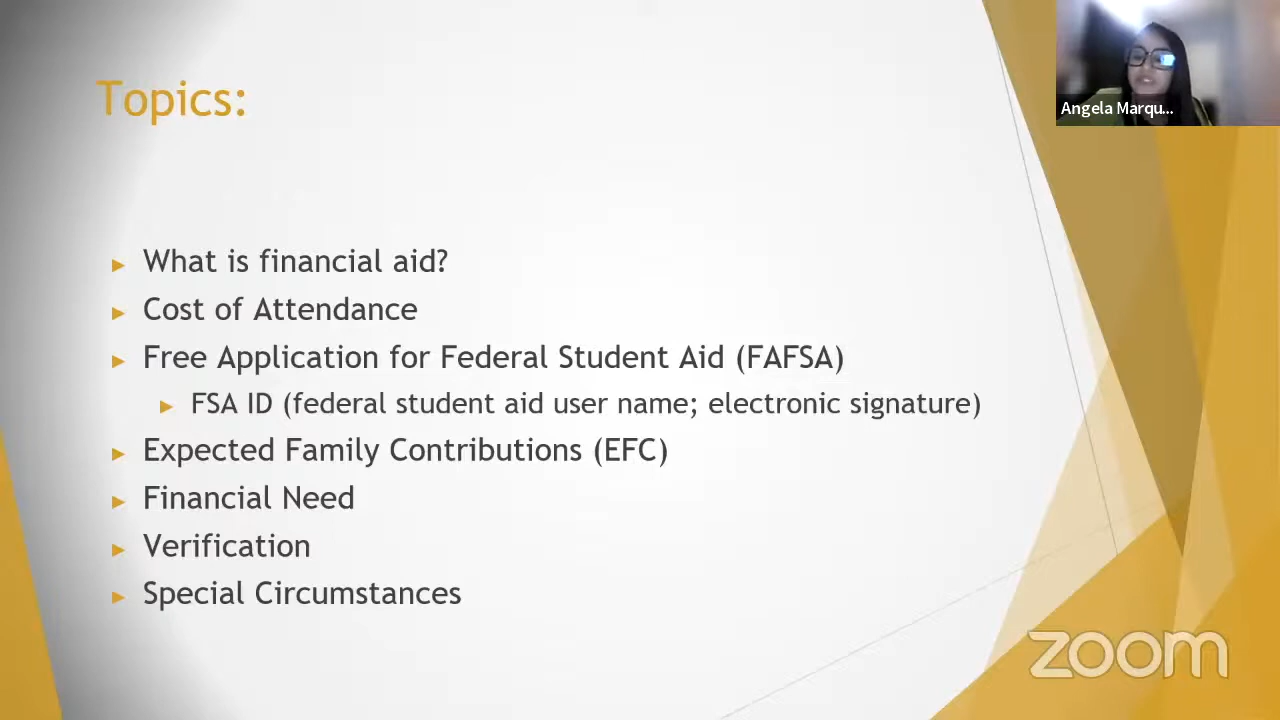 Topics:
Angela Marqu...
What is financial aid?
Cost of Attendance
Free Application for Federal Student Aid (FAFSA)
FSA ID (federal student aid user name; electronic signature)
Expected Family Contributions (EFC)
Financial Need
Verification
Special Circumstances
zoom